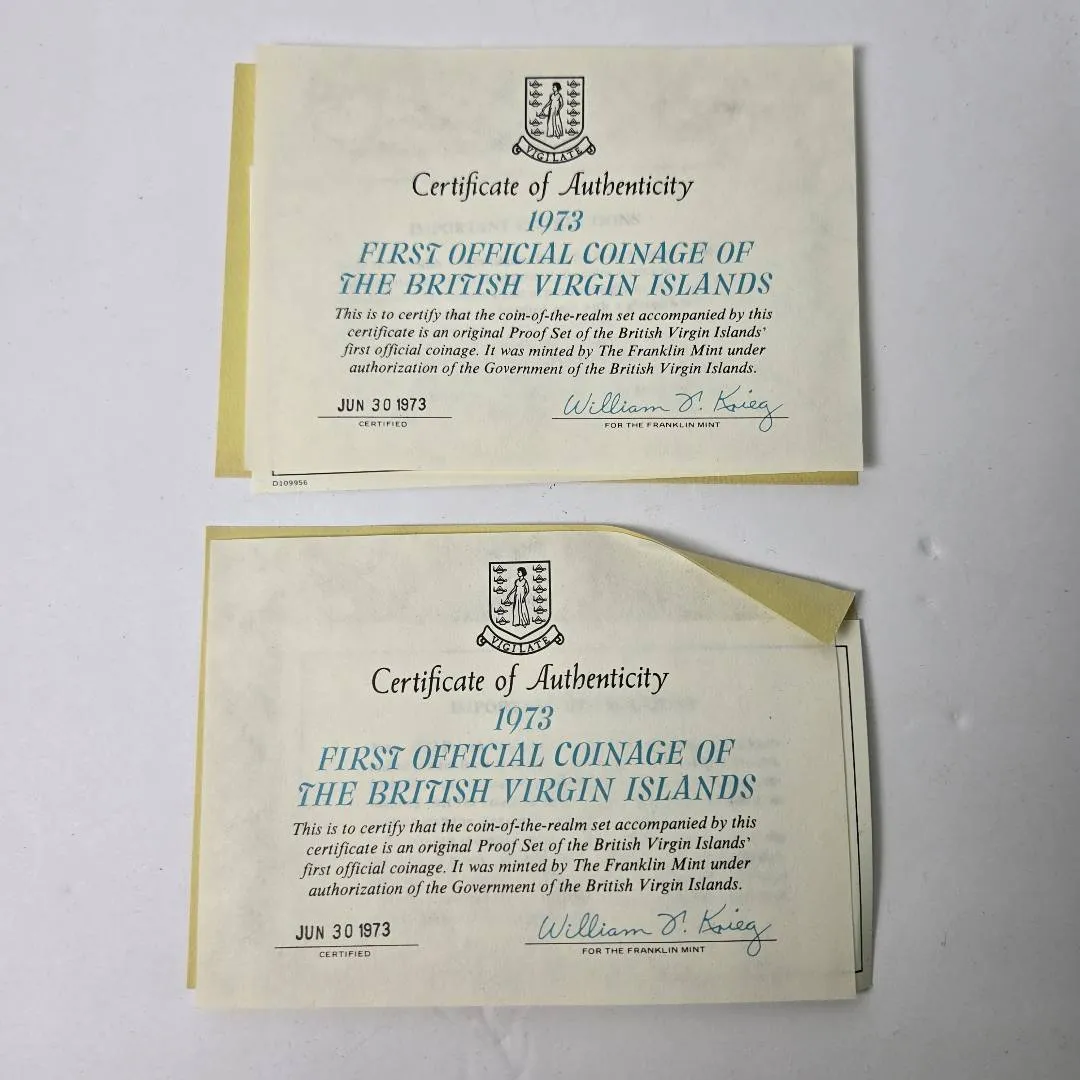 VIGILATE
Certificate of Authenticity
1973
FIRST OFFICIAL COINAGE OF
THE BRITISH VIRGIN ISLANDS
This is to certify that the coin-of-the-realm set accompanied by this
certificate is an original Proof Set of the British Virgin Islands'
first official coinage. It was minted by The Franklin Mint under
authorization of the Government of the British Virgin Islands.
JUN 30 1973
William T. Krieg
CERTIFIED
FOR THE FRANKLIN MINT
D109956
VIGILATE
Certificate of Authenticity
1973
FIRST OFFICIAL COINAGE OF
THE BRITISH VIRGIN ISLANDS
This is to certify that the coin-of-the-realm set accompanied by this
certificate is an original Proof Set of the British Virgin Islands'
first official coinage. It was minted by The Franklin Mint under
authorization of the Government of the British Virgin Islands.
JUN 30 1973
William T. Krieg
CERTIFIED
FOR THE FRANKLIN MINT